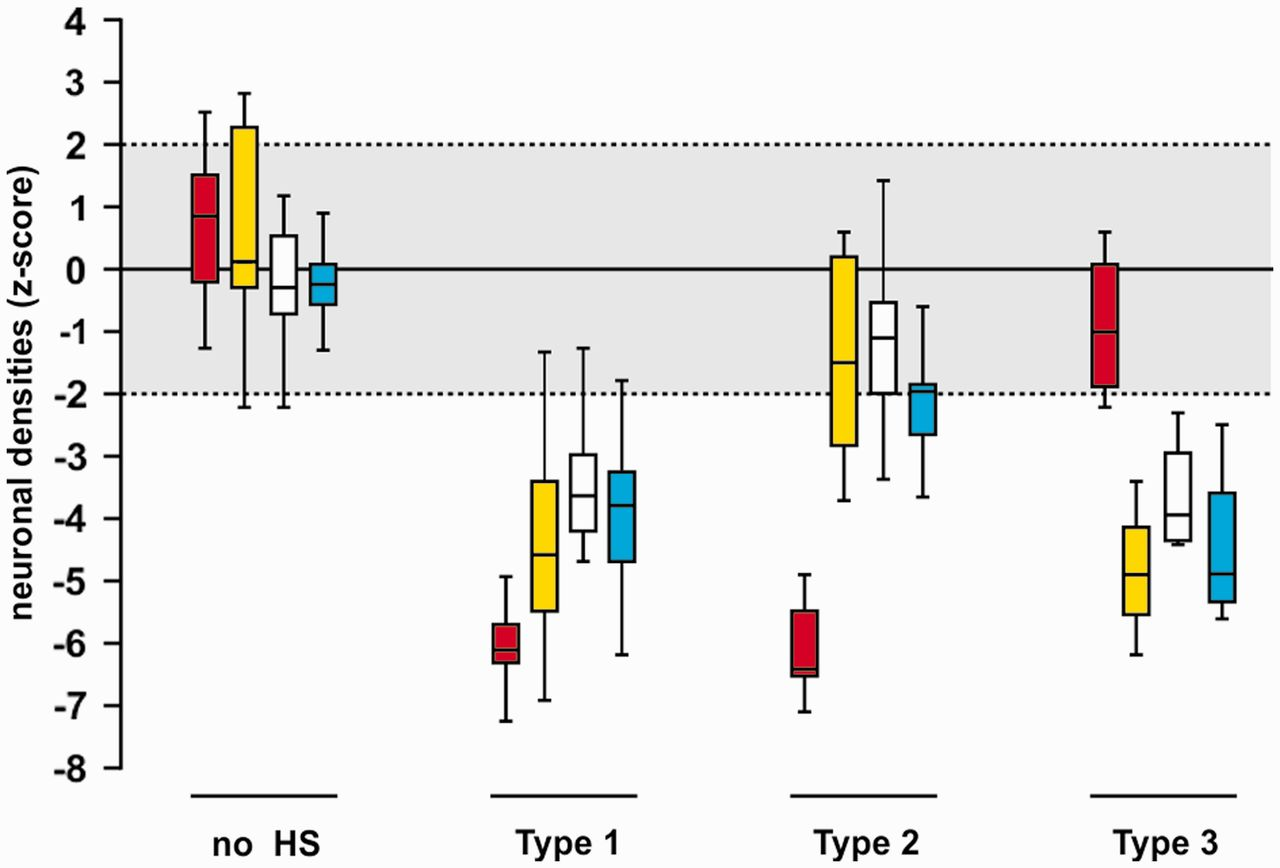 neuronal densities (z-score)
4
3
2
1
0
-1
-2
-3
-4
-5
-6
-7
-8
no HS
Type 1
Type 2
Type 3